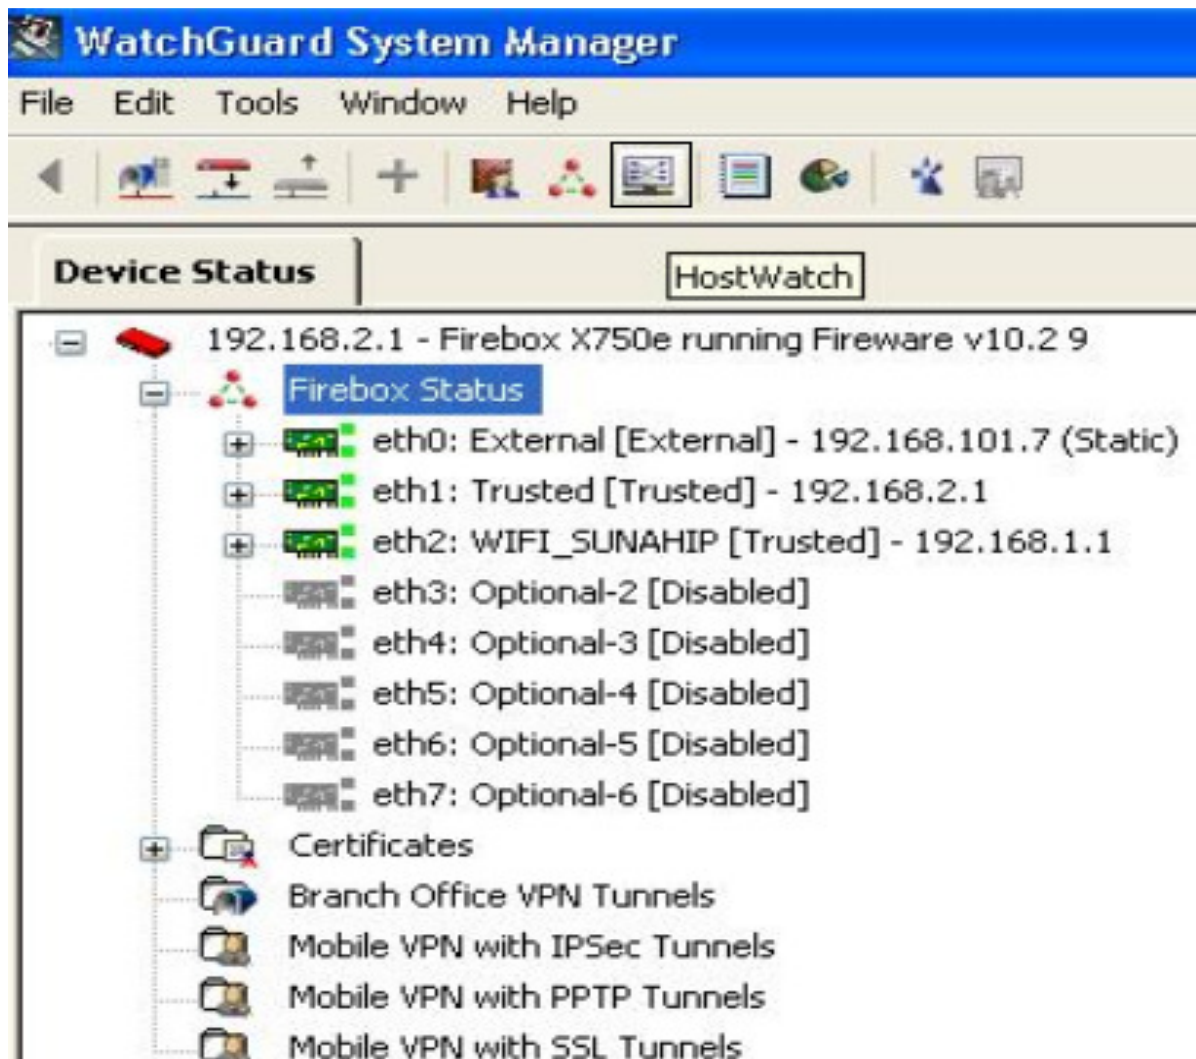 WatchGuard System Manager
File Edit Tools Window Help
Device Status
HostWatch
192.168.2.1 - Firebox X750e running Fireware v10.2 9
Firebox Status
eth0: External [External] - 192.168.101.7 (Static)
eth1: Trusted [Trusted] - 192.168.2.1
eth2: WIFI_SUNAHIP [Trusted] - 192.168.1.1
eth3: Optional-2 [Disabled]
eth4: Optional-3 [Disabled]
eth5: Optional-4 [Disabled]
eth6: Optional-5 [Disabled]
eth7: Optional-6 [Disabled]
Certificates
Branch Office VPN Tunnels
Mobile VPN with IPSec Tunnels
Mobile VPN with PPTP Tunnels
Mobile VPN with SSL Tunnels